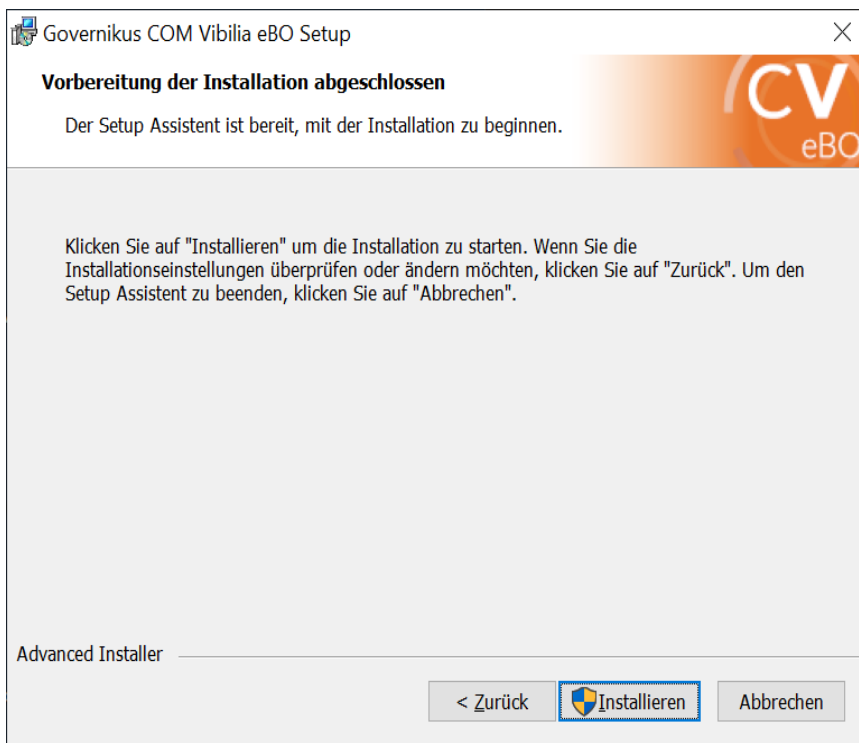 Governikus COM Vibilia eBO Setup
Vorbereitung der Installation abgeschlossen
Der Setup Assistent ist bereit, mit der Installation zu beginnen.
CV
eBO
Klicken Sie auf "Installieren" um die Installation zu starten. Wenn Sie die
Installationseinstellungen überprüfen oder ändern möchten, klicken Sie auf "Zurück". Um den
Setup Assistent zu beenden, klicken Sie auf "Abbrechen".
Advanced Installer
< Zurück Installieren Abbrechen